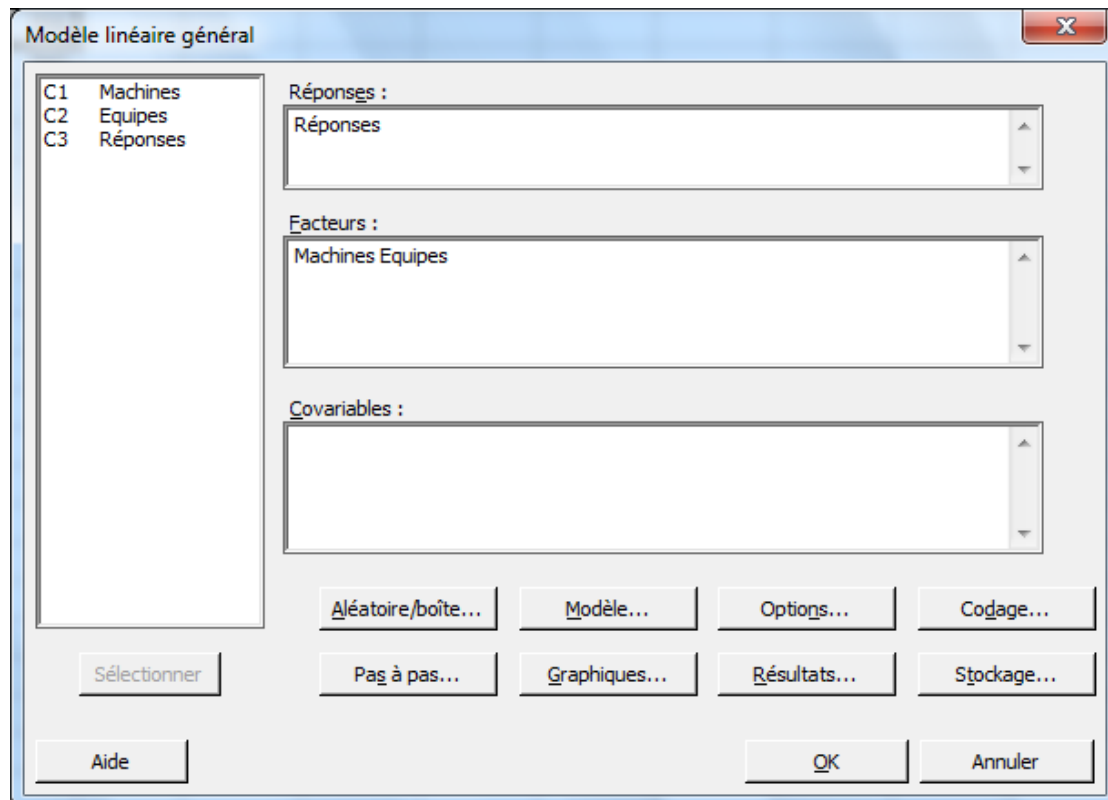 Modèle linéaire général
C1 Machines
C2 Equipes
C3 Réponses
Réponses :
Réponses
Facteurs :
Machines Equipes
Covariables :
Aléatoire/boîte... Modèle... Options... Codage...
Sélectionner Pas à pas... Graphiques... Résultats... Stockage...
Aide OK Annuler